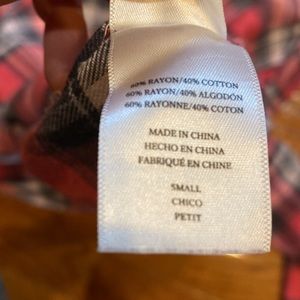 60% RAYON/40% COTTON
60% RAYON/40% ALGODÓN
60% RAYONNE/40% COTON
MADE IN CHINA
HECHO EN CHINA
FABRIQUÉ EN CHINE
SMALL
CHICO
PETIT